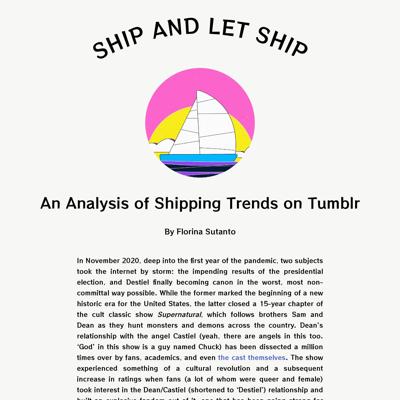 SHIP AND LET SHIP
An Analysis of Shipping Trends on Tumblr
By Florina Sutanto
In November 2020, deep into the first year of the pandemic, two subjects
took the internet by storm: the impending results of the presidential
election, and Destiel finally becoming canon in the worst, most non-
committal way possible. While the former marked the beginning of a new
historic era for the United States, the latter closed a 15-year chapter of
the cult classic show Supernatural, which follows brothers Sam and
Dean as they hunt monsters and demons across the country. Dean's
relationship with the angel Castiel (yeah, there are angels in this too.
'God' in this show is a guy named Chuck) has been dissected a million
times over by fans, academics, and even the cast themselves. The show
experienced something of a cultural revolution and a subsequent
increase in ratings when fans (a lot of whom were queer and female)
took interest in the Dean/Castiel (shortened to 'Destiel') relationship and